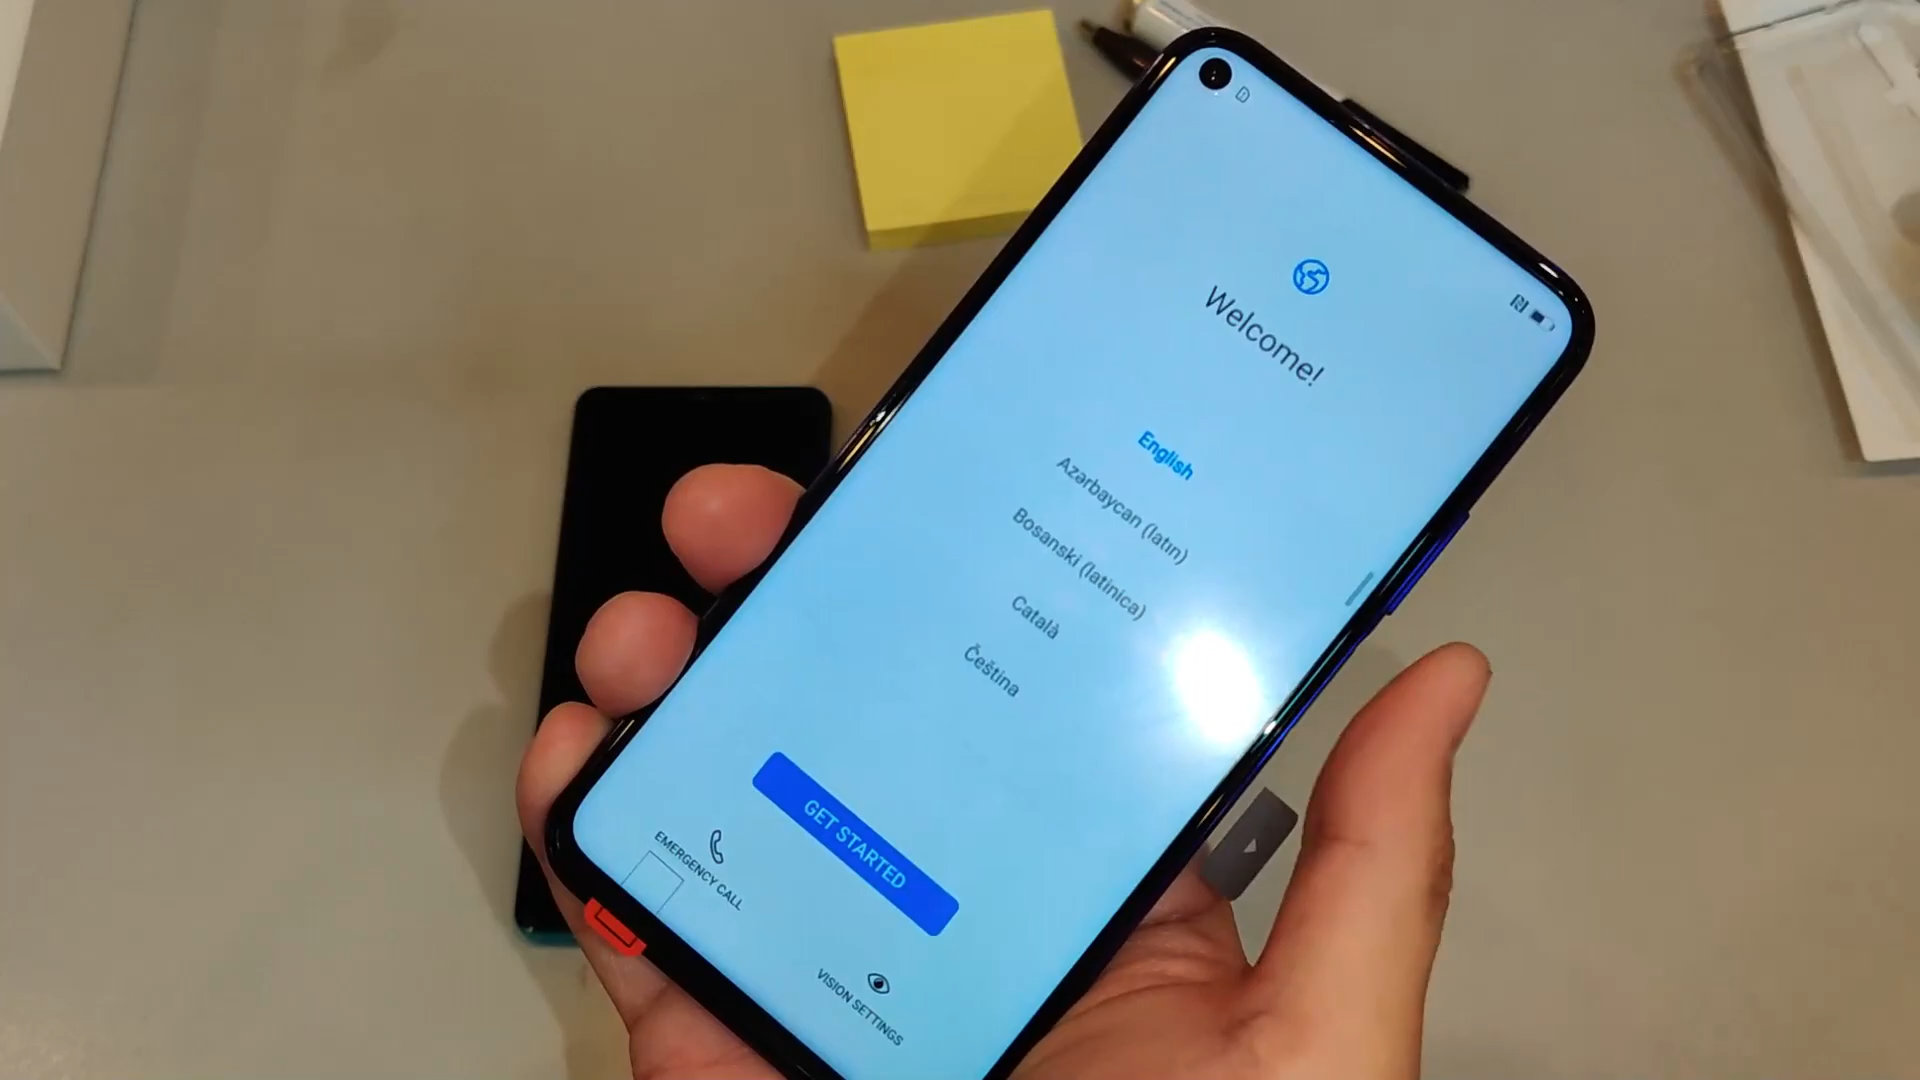 Welcome!
English
Azərbaycan (latın)
Bosanski (latinica)
Català
Čeština
GET STARTED
EMERGENCY CALL
VISION SETTINGS